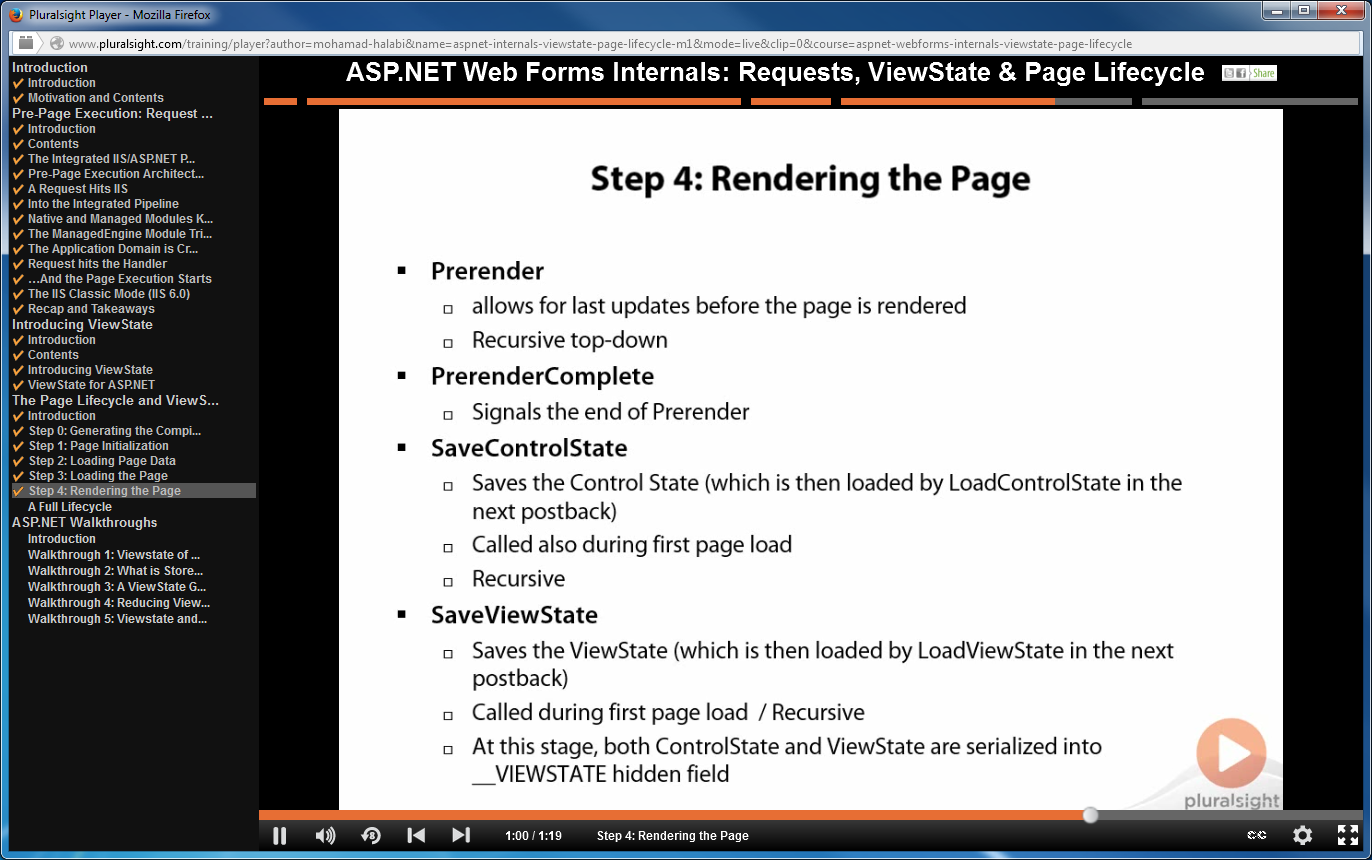 Pluralsight Player - Mozilla Firefox
www.pluralsight.com/training/player?author=mohamad-halabi&name=aspnet-internals-viewstate-page-lifecycle-m1&mode=live&clip=0&course=aspnet-webforms-internals-viewstate-page-lifecycle
Introduction
Introduction
Motivation and Contents
Pre-Page Execution: Request ...
Introduction
Contents
The Integrated IIS/ASP.NET P...
Pre-Page Execution Architect...
A Request Hits IIS
Into the Integrated Pipeline
Native and Managed Modules K...
The ManagedEngine Module Tri...
The Application Domain is Cr...
Request hits the Handler
...And the Page Execution Starts
The IIS Classic Mode (IIS 6.0)
Recap and Takeaways
Introducing ViewState
Introduction
Contents
Introducing ViewState
ViewState for ASP.NET
The Page Lifecycle and ViewS...
Introduction
Step 0: Generating the Compi...
Step 1: Page Initialization
Step 2: Loading Page Data
Step 3: Loading the Page
Step 4: Rendering the Page
A Full Lifecycle
ASP.NET Walkthroughs
Introduction
Walkthrough 1: Viewstate of ...
Walkthrough 2: What is Store...
Walkthrough 3: A ViewState G...
Walkthrough 4: Reducing View...
Walkthrough 5: Viewstate and...
ASP.NET Web Forms Internals: Requests, ViewState & Page Lifecycle
Share
Step 4: Rendering the Page
Prerender
allows for last updates before the page is rendered
Recursive top-down
PrerenderComplete
Signals the end of Prerender
SaveControlState
Saves the Control State (which is then loaded by LoadControlState in the
next postback)
Called also during first page load
Recursive
SaveViewState
Saves the ViewState (which is then loaded by LoadViewState in the next
postback)
Called during first page load / Recursive
At this stage, both ControlState and ViewState are serialized into
__VIEWSTATE hidden field
pluralsight
8
1:00 / 1:19
Step 4: Rendering the Page
CC